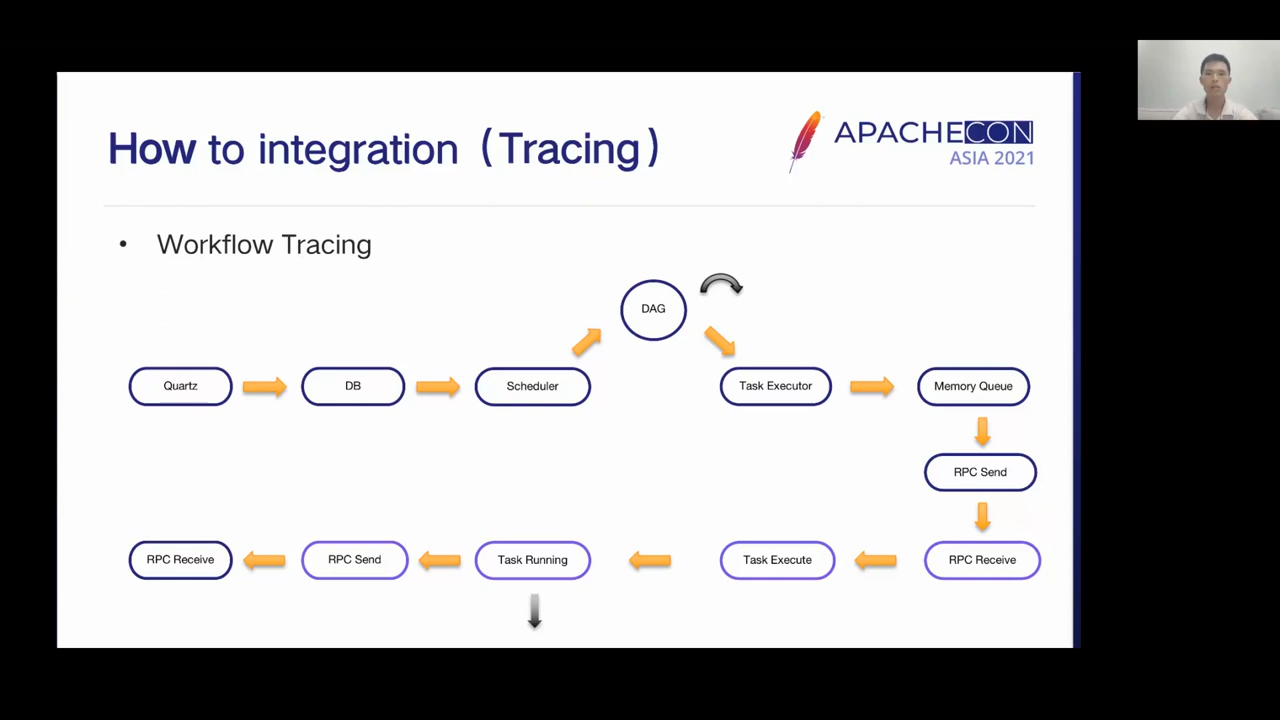 How to integration（Tracing）
APACHECON
ASIA 2021
• Workflow Tracing
DAG
Quartz
DB
Scheduler
Task Executor
Memory Queue
RPC Send
RPC Receive
RPC Send
Task Running
Task Execute
RPC Receive